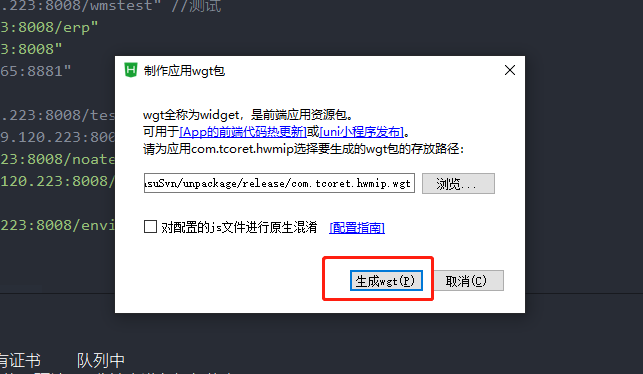 .223:8008/wmstest" //测试
3:8008/erp"
3:8008"
65:8881"
.223:8008/tes
9.120.223:800
23:8008/noate
120.223:8008/
23:8008/envi
制作应用wgt包
wgt全称为widget，是前端应用资源包。
可用于[App的前端代码热更新]或[uni小程序发布]。
请为应用com.tcoret.hwmip选择要生成的wgt包的存放路径：
suSvn/unpackage/release/com.tcoret.hwmip.wgt
浏览...
对配置的js文件进行原生混淆 [配置指南]
生成wgt(P) 取消(C)
有证书 队列中